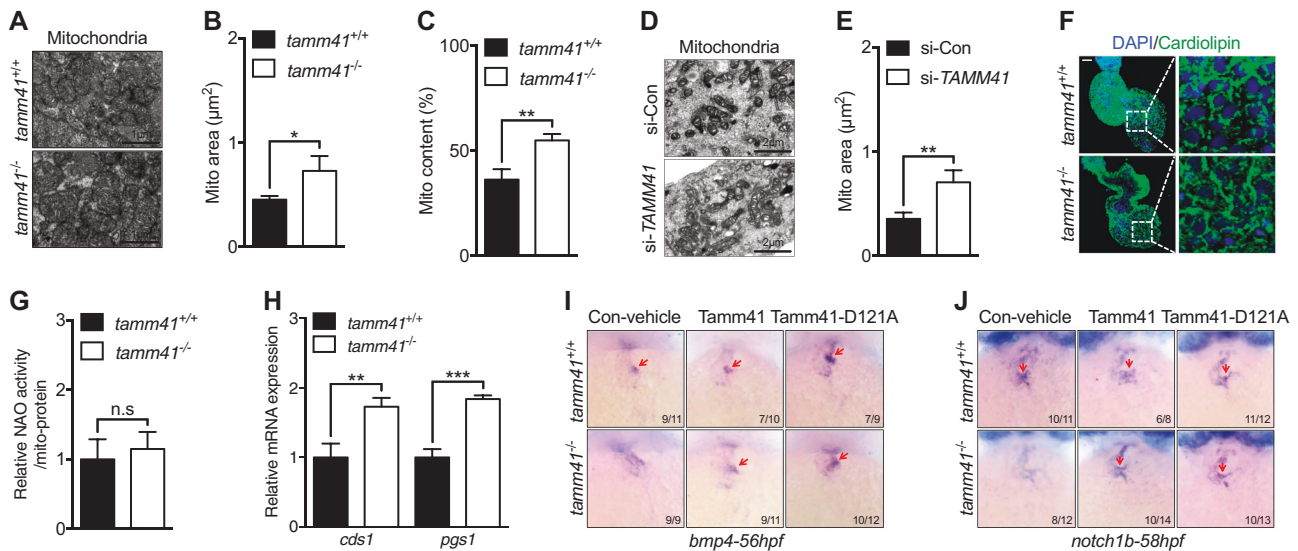 A
Mitochondria
tamm41+/+
1μm
tamm41-/-
B
Mito area (μm²)
2
1
0
tamm41+/+
tamm41-/-
*
C
Mito content (%)
100
50
0
tamm41+/+
tamm41-/-
**
D
Mitochondria
si-Con
2μm
si-TAMM41
2μm
E
Mito area (μm²)
2
1
0
si-Con
si-TAMM41
**
F
DAPI/Cardiolipin
tamm41+/+
tamm41-/-
G
Relative NAO activity
/mito-protein
3
2
1
0
tamm41+/+
tamm41-/-
n.s
H
Relative mRNA expression
3
2
1
0
tamm41+/+
tamm41-/-
**
***
cds1 pgs1
I
Con-vehicle Tamm41 Tamm41-D121A
tamm41+/+
9/11 7/10 7/9
tamm41-/-
9/9 9/11 10/12
bmp4-56hpf
J
Con-vehicle Tamm41 Tamm41-D121A
tamm41+/+
10/11 6/8 11/12
tamm41-/-
8/12 10/14 10/13
notch1b-58hpf